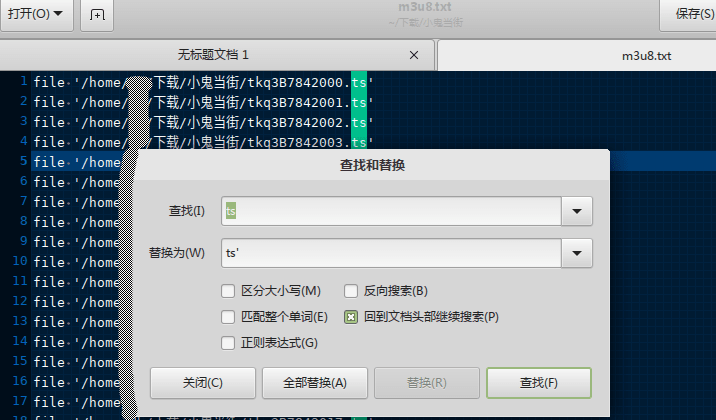 打开(O)
m3u8.txt
~/下载/小鬼当街
保存(S)
无标题文档 1
m3u8.txt
1 file '/home/ /下载/小鬼当街/tkq3B7842000.ts'
2 file '/home/ /下载/小鬼当街/tkq3B7842001.ts'
3 file '/home/ /下载/小鬼当街/tkq3B7842002.ts'
4 file '/home/ /下载/小鬼当街/tkq3B7842003.ts'
5 file '/home
6 file '/home
7 file '/home
8 file '/home
9 file '/home
10 file '/home
11 file '/home
12 file '/home
13 file '/home
14 file '/home
15 file '/home
16 file '/home
17 file '/home
查找和替换
查找(I)
ts
替换为(W)
ts'
区分大小写(M)
反向搜索(B)
匹配整个单词(E)
回到文档头部继续搜索(P)
正则表达式(G)
关闭(C)
全部替换(A)
替换(R)
查找(F)